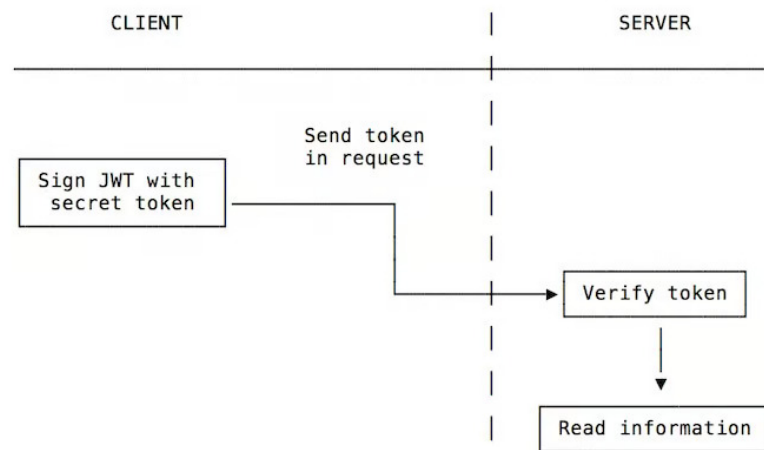 CLIENT
SERVER
Send token
in request
Sign JWT with
secret token
Verify token
Read information